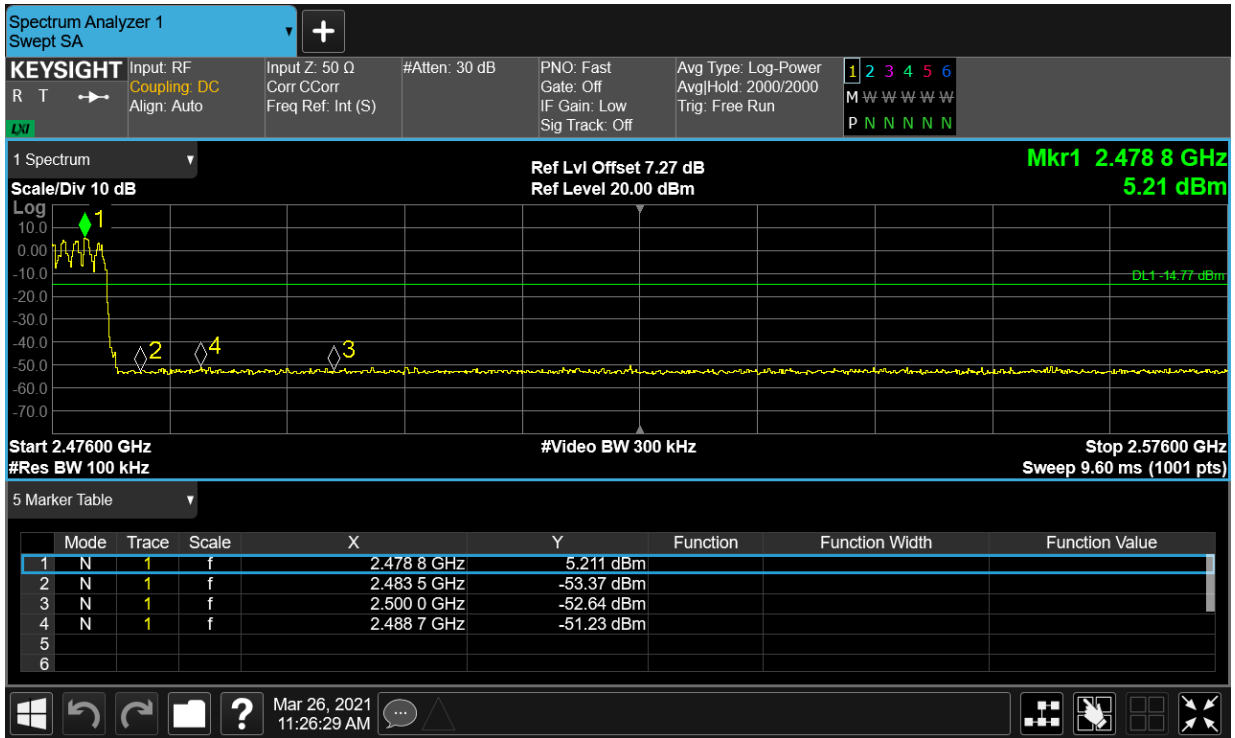 Spectrum Analyzer 1
Swept SA
KEYSIGHT
R T
LXI
Input: RF
Coupling: DC
Align: Auto
Input Z: 50 Ω
Corr CCorr
Freq Ref: Int (S)
#Atten: 30 dB
PNO: Fast
Gate: Off
IF Gain: Low
Sig Track: Off
Avg Type: Log-Power
Avg|Hold: 2000/2000
Trig: Free Run
1 2 3 4 5 6
M W W W W W
P N N N N N
1 Spectrum
Scale/Div 10 dB
Ref Lvl Offset 7.27 dB
Ref Level 20.00 dBm
Mkr1 2.478 8 GHz
5.21 dBm
Log
10.0
0.00
-10.0
-20.0
-30.0
-40.0
-50.0
-60.0
-70.0
1
DL1 -14.77 dBm
2
4
3
Start 2.47600 GHz
#Video BW 300 kHz
Stop 2.57600 GHz
#Res BW 100 kHz
Sweep 9.60 ms (1001 pts)
5 Marker Table
Mode Trace Scale X Y Function Function Width Function Value
1 N 1 f 2.478 8 GHz 5.211 dBm
2 N 1 f 2.483 5 GHz -53.37 dBm
3 N 1 f 2.500 0 GHz -52.64 dBm
4 N 1 f 2.488 7 GHz -51.23 dBm
5
6
?
Mar 26, 2021
11:26:29 AM